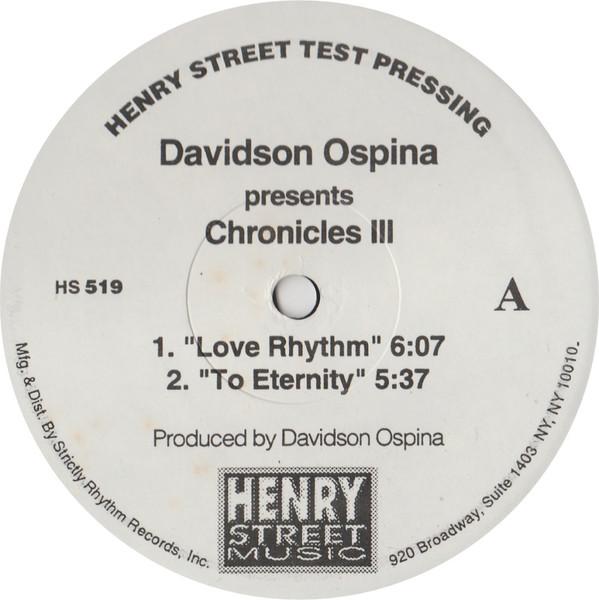 HENRY STREET TEST PRESSING
Davidson Ospina
presents
Chronicles III
HS 519
A
1. "Love Rhythm" 6:07
2. "To Eternity" 5:37
Produced by Davidson Ospina
Mfg. & Dist. By Strictly Rhythm Records, Inc.
920 Broadway, Suite 1403 NY, NY 10010.
HENRY
STREET
MUSIC